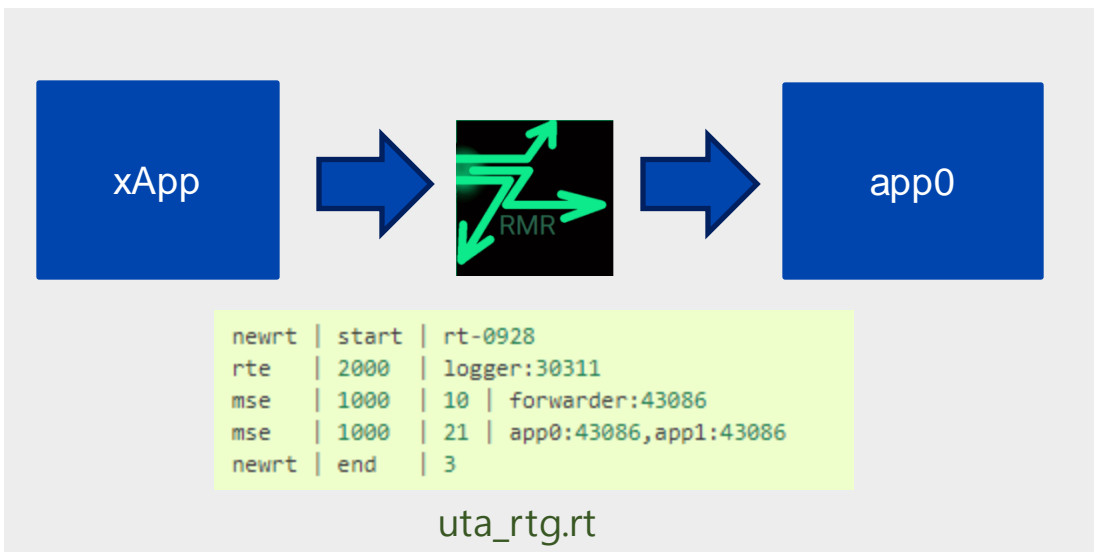 xApp
RMR
app0
newrt | start | rt-0928
rte | 2000 | logger:30311
mse | 1000 | 10 | forwarder:43086
mse | 1000 | 21 | app0:43086,app1:43086
newrt | end | 3
uta_rtg.rt